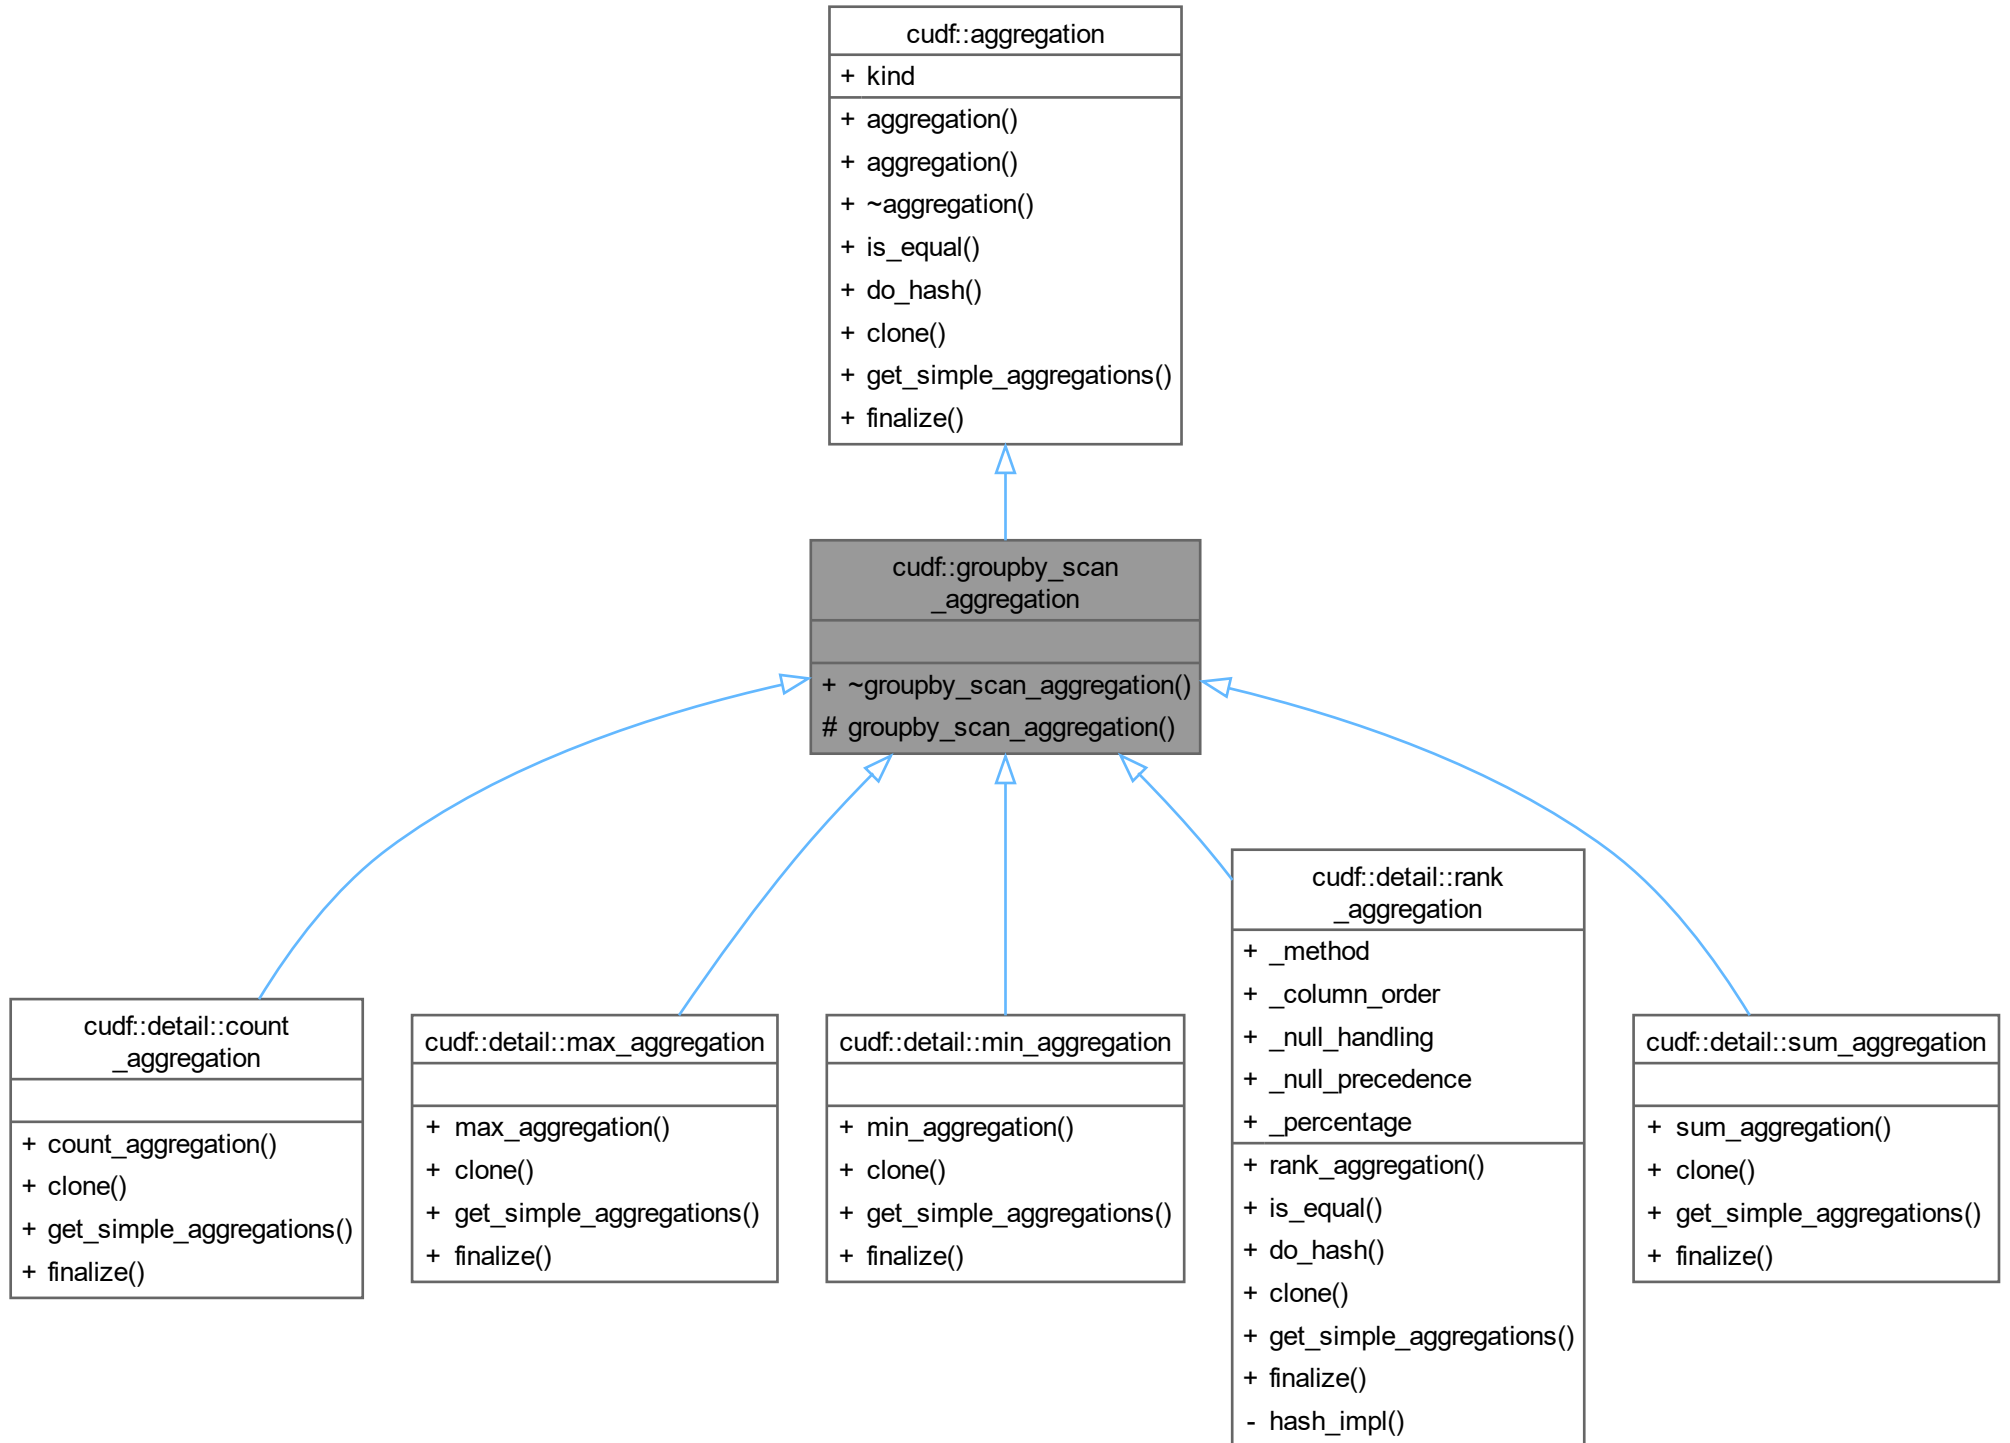 cudf::aggregation
+ kind
+ aggregation()
+ aggregation()
+ ~aggregation()
+ is_equal()
+ do_hash()
+ clone()
+ get_simple_aggregations()
+ finalize()
cudf::groupby_scan
_aggregation
+ ~groupby_scan_aggregation()
# groupby_scan_aggregation()
cudf::detail::count
_aggregation
+ count_aggregation()
+ clone()
+ get_simple_aggregations()
+ finalize()
cudf::detail::max_aggregation
+ max_aggregation()
+ clone()
+ get_simple_aggregations()
+ finalize()
cudf::detail::min_aggregation
+ min_aggregation()
+ clone()
+ get_simple_aggregations()
+ finalize()
cudf::detail::rank
_aggregation
+ _method
+ _column_order
+ _null_handling
+ _null_precedence
+ _percentage
+ rank_aggregation()
+ is_equal()
+ do_hash()
+ clone()
+ get_simple_aggregations()
+ finalize()
- hash_impl()
cudf::detail::sum_aggregation
+ sum_aggregation()
+ clone()
+ get_simple_aggregations()
+ finalize()